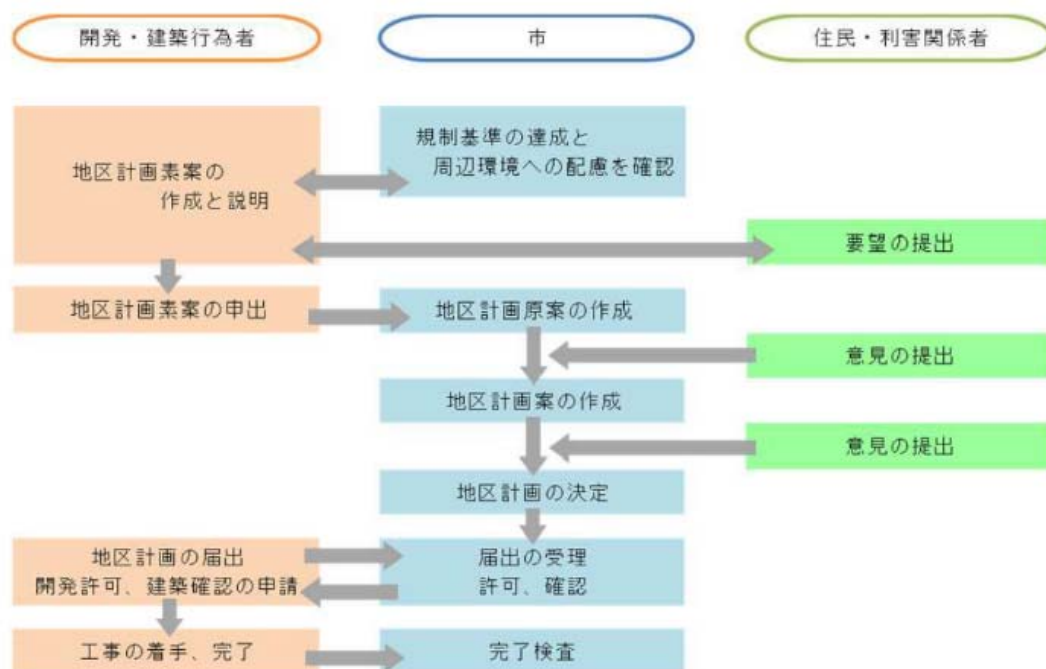 開発・建築行為者
市
住民・利害関係者
地区計画素案の
作成と説明
規制基準の達成と
周辺環境への配慮を確認
要望の提出
地区計画素案の申出
地区計画原案の作成
意見の提出
地区計画案の作成
意見の提出
地区計画の決定
地区計画の届出
開発許可、建築確認の申請
届出の受理
許可、確認
工事の着手、完了
完了検査